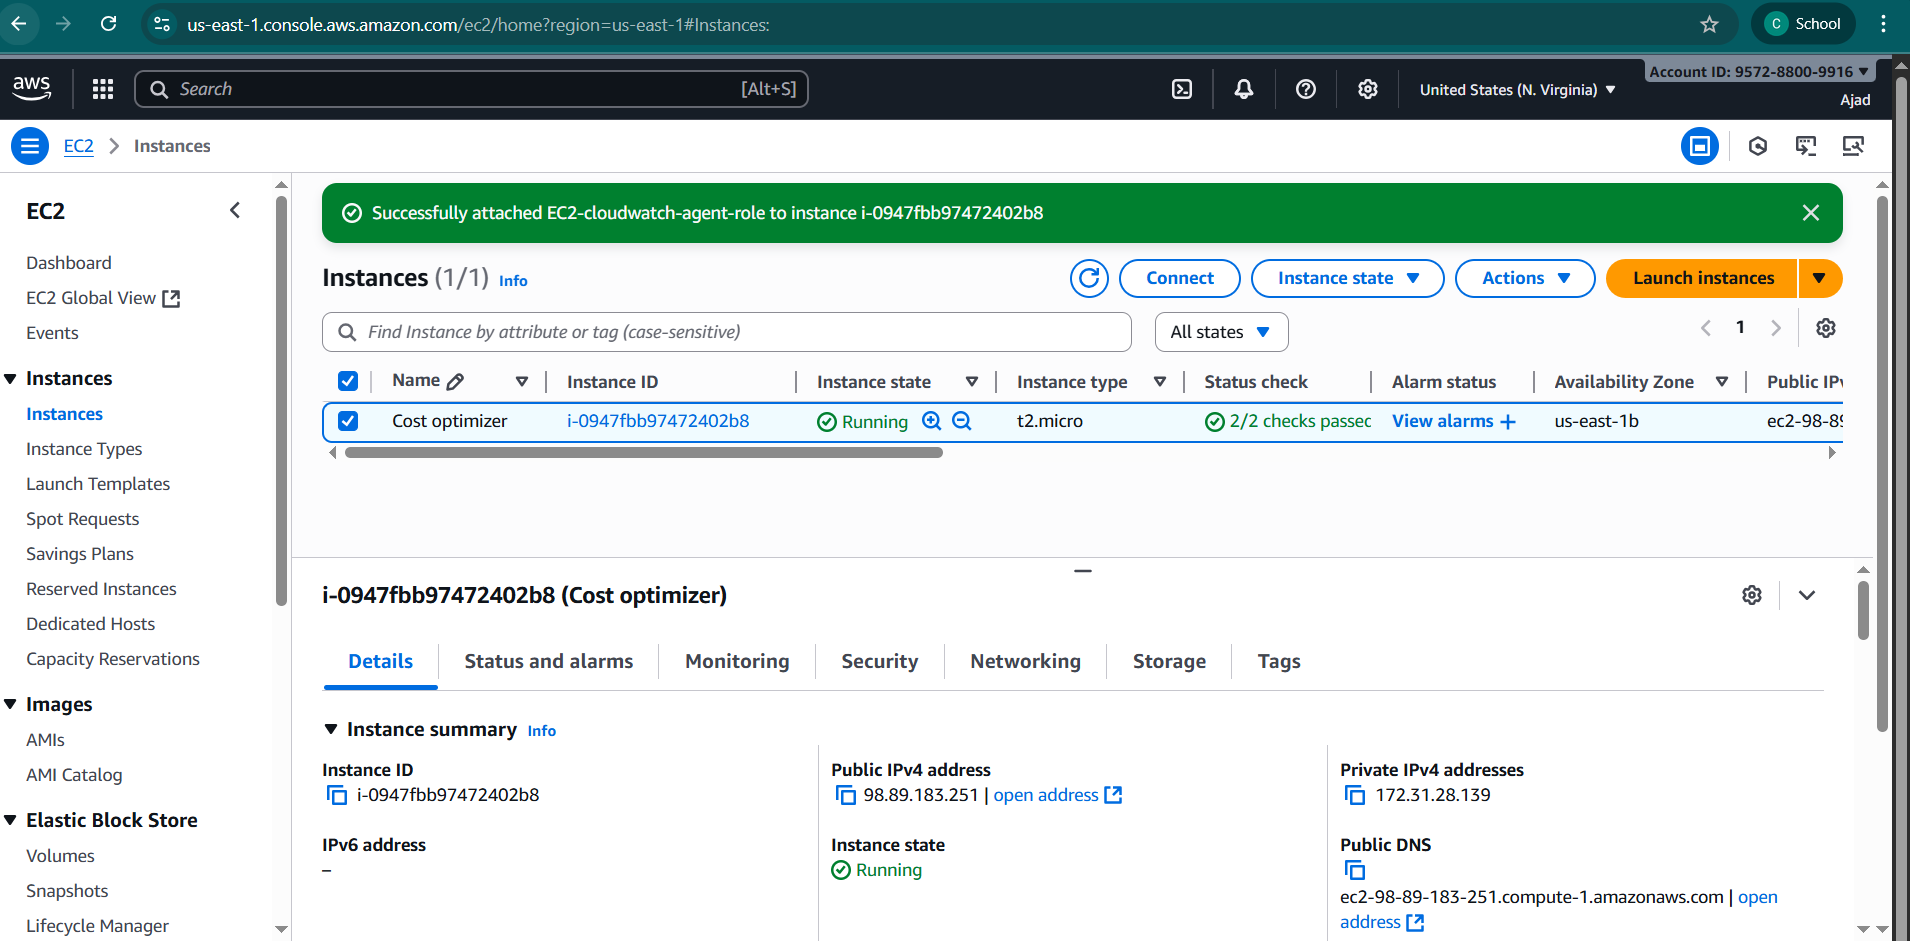 us-east-1.console.aws.amazon.com/ec2/home?region=us-east-1#Instances:
C School
aws
Search [Alt+S]
United States (N. Virginia)
Account ID: 9572-8800-9916
Ajad
EC2 > Instances
EC2
Dashboard
EC2 Global View
Events
Instances
Instances
Instance Types
Launch Templates
Spot Requests
Savings Plans
Reserved Instances
Dedicated Hosts
Capacity Reservations
Images
AMIs
AMI Catalog
Elastic Block Store
Volumes
Snapshots
Lifecycle Manager
Successfully attached EC2-cloudwatch-agent-role to instance i-0947fbb97472402b8
Instances (1/1) Info
Connect
Instance state
Actions
Launch instances
Find Instance by attribute or tag (case-sensitive)
All states
1
Name Instance ID Instance state Instance type Status check Alarm status Availability Zone Public IPv
Cost optimizer i-0947fbb97472402b8 Running t2.micro 2/2 checks passec View alarms + us-east-1b ec2-98-89
i-0947fbb97472402b8 (Cost optimizer)
Details Status and alarms Monitoring Security Networking Storage Tags
Instance summary Info
Instance ID
i-0947fbb97472402b8
IPv6 address
–
Public IPv4 address
98.89.183.251 | open address
Instance state
Running
Private IPv4 addresses
172.31.28.139
Public DNS
ec2-98-89-183-251.compute-1.amazonaws.com | open
address